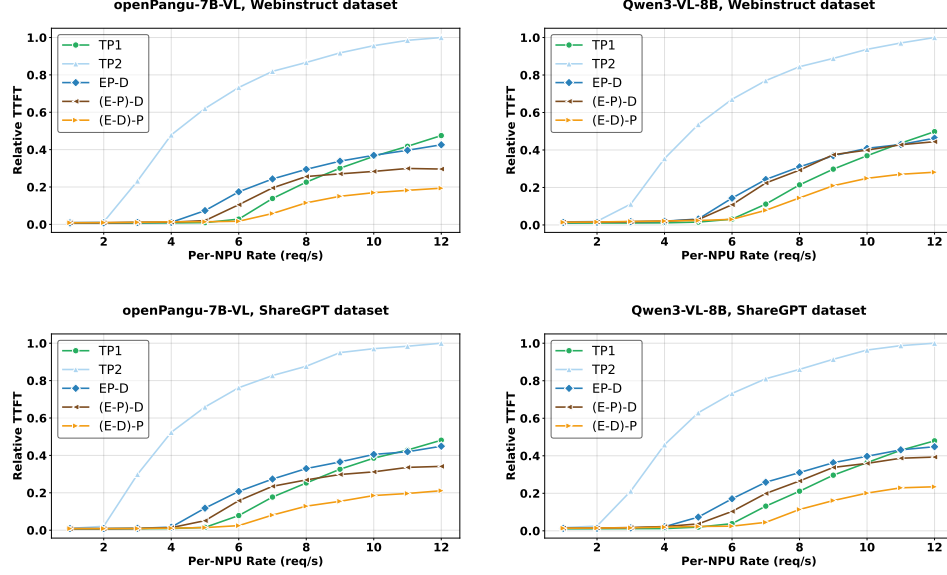 openPangu-7B-VL, Webinstruct dataset
Relative TTFT
1.0
0.8
0.6
0.4
0.2
0.0
TP1
TP2
EP-D
(E-P)-D
(E-D)-P
2 4 6 8 10 12
Per-NPU Rate (req/s)
Qwen3-VL-8B, Webinstruct dataset
Relative TTFT
1.0
0.8
0.6
0.4
0.2
0.0
TP1
TP2
EP-D
(E-P)-D
(E-D)-P
2 4 6 8 10 12
Per-NPU Rate (req/s)
openPangu-7B-VL, ShareGPT dataset
Relative TTFT
1.0
0.8
0.6
0.4
0.2
0.0
TP1
TP2
EP-D
(E-P)-D
(E-D)-P
2 4 6 8 10 12
Per-NPU Rate (req/s)
Qwen3-VL-8B, ShareGPT dataset
Relative TTFT
1.0
0.8
0.6
0.4
0.2
0.0
TP1
TP2
EP-D
(E-P)-D
(E-D)-P
2 4 6 8 10 12
Per-NPU Rate (req/s)